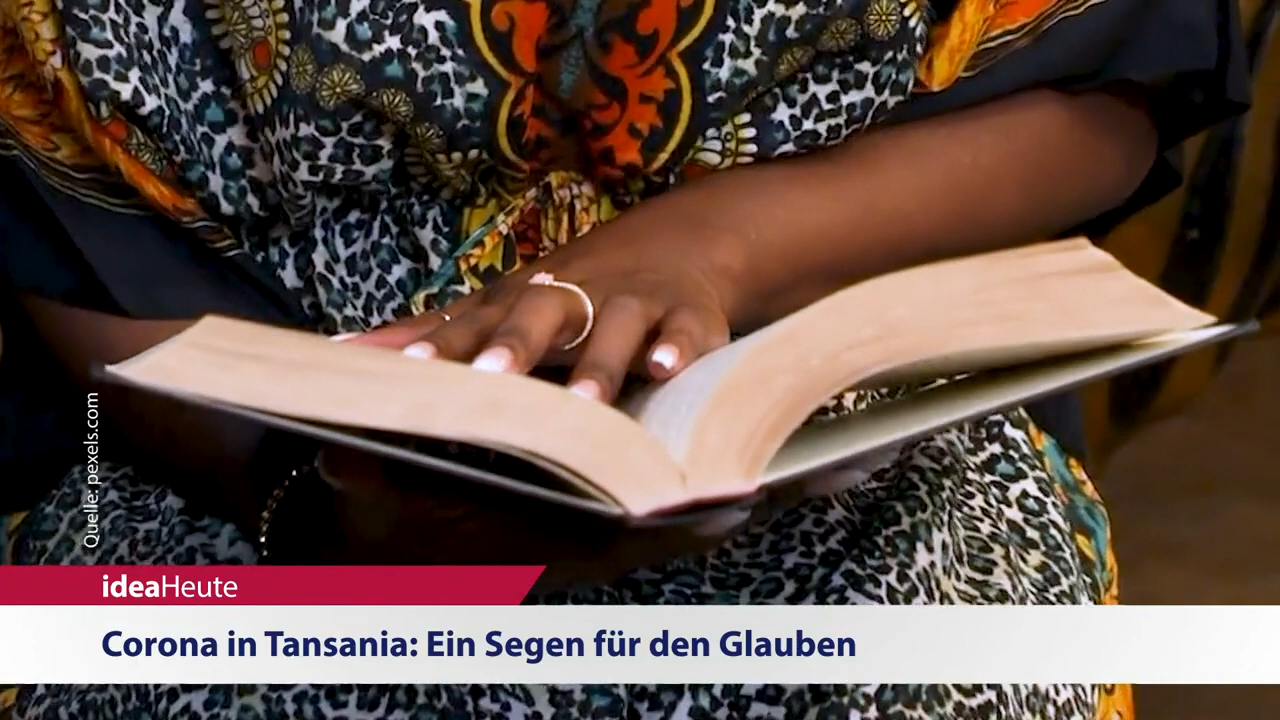 Quelle: pexels.com
ideaHeute
Corona in Tansania: Ein Segen für den Glauben